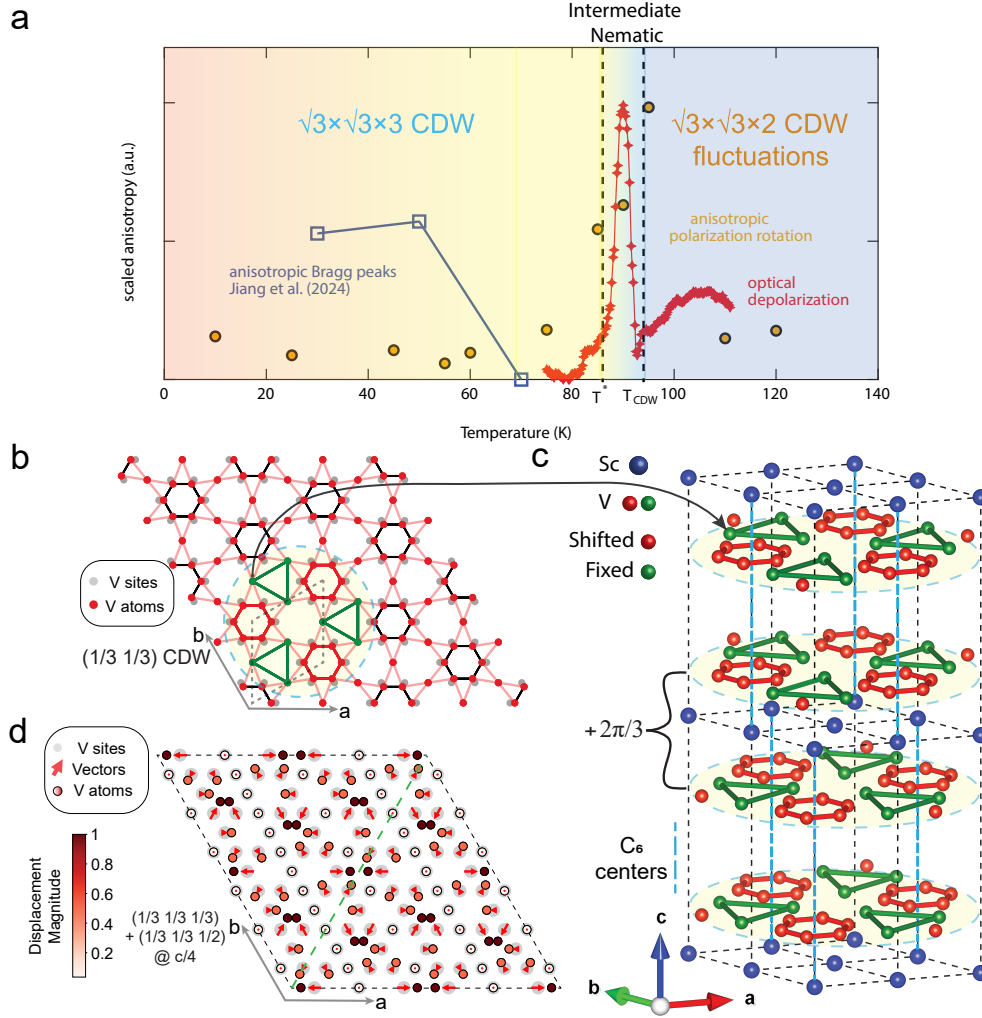 a
Intermediate
Nematic
√3×√3×3 CDW
√3×√3×2 CDW
fluctuations
scaled anisotropy (a.u.)
anisotropic
polarization rotation
anisotropic Bragg peaks
Jiang et al. (2024)
optical
depolarization
0 20 40 60 80 T* T_CDW 100 120 140
Temperature (K)
b
V sites
V atoms
b
(1/3 1/3) CDW
a
c
Sc
V
Shifted
Fixed
+ 2π/3
C₆
centers
c
b
a
d
V sites
Vectors
V atoms
1
0.8
0.6
0.4
0.2
Displacement
Magnitude
(1/3 1/3 1/3)
+ (1/3 1/3 1/2)
@ c/4
b
a